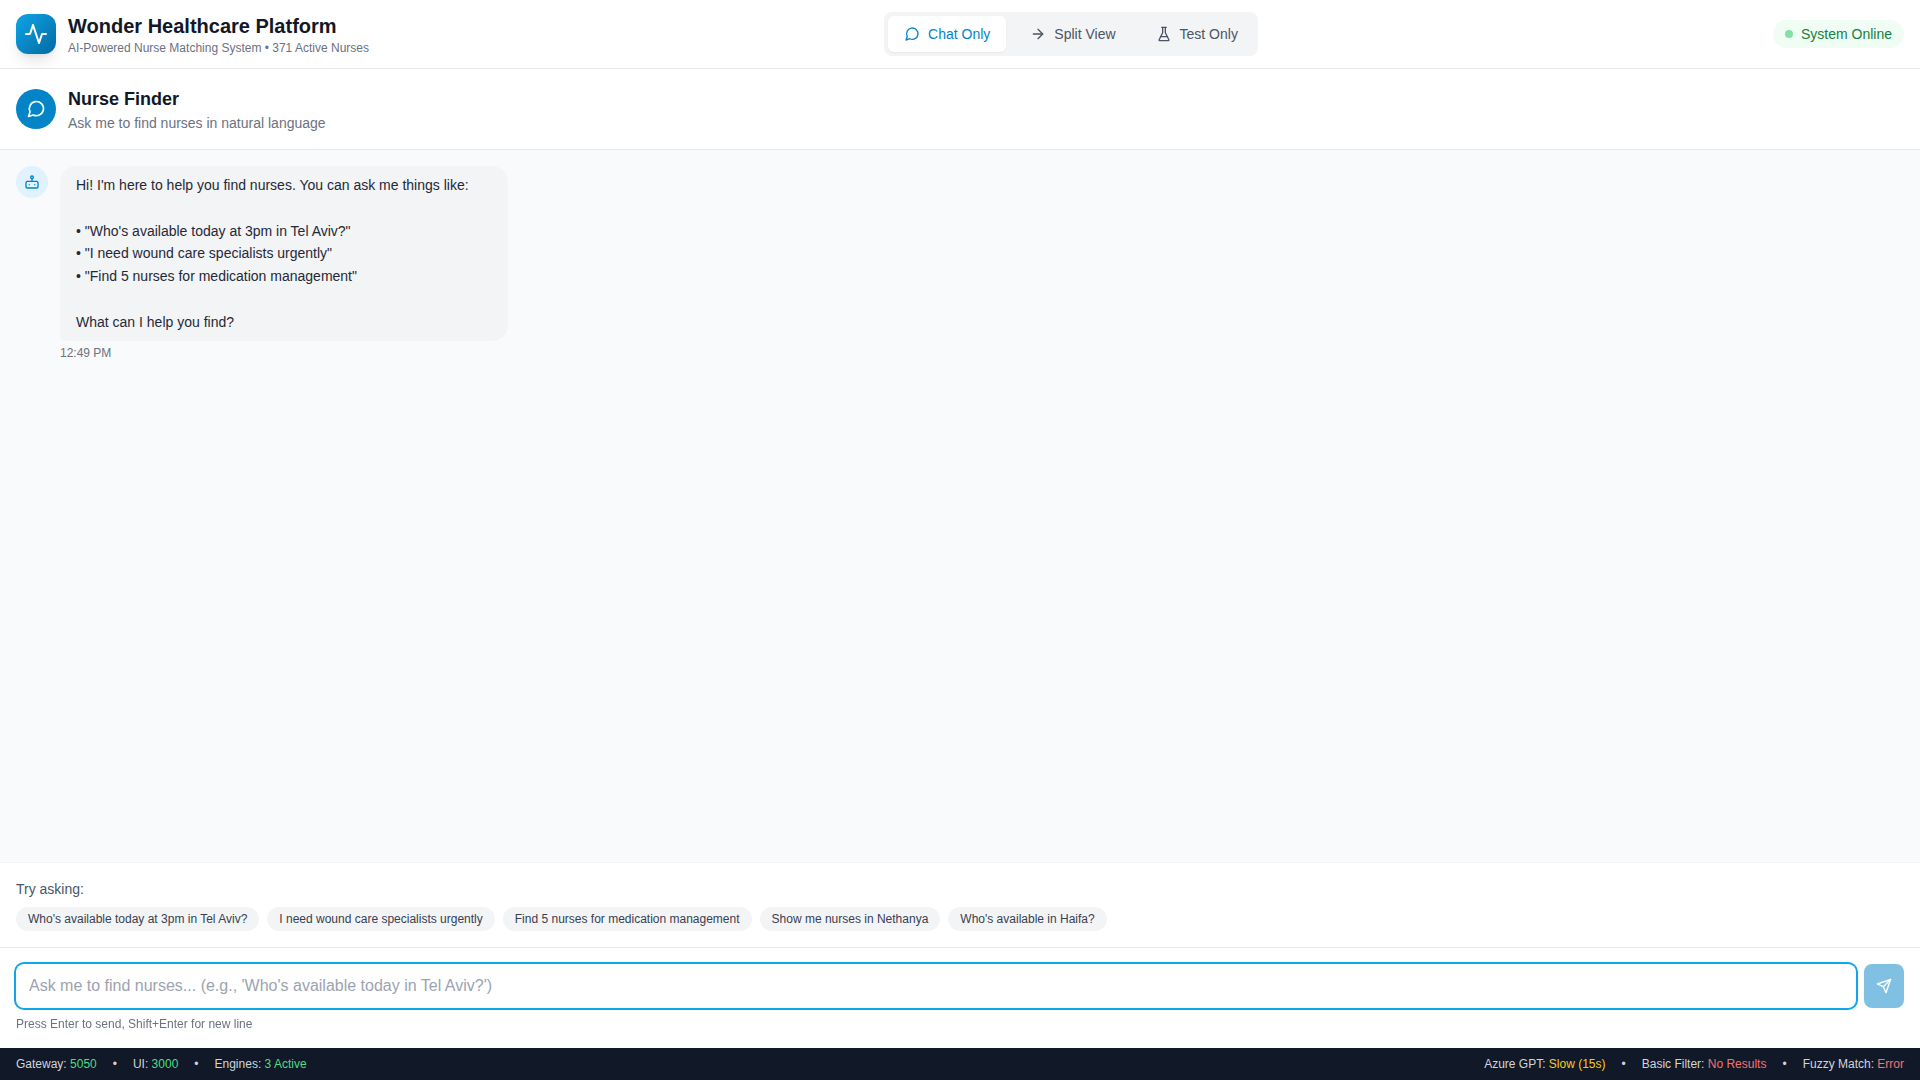 Wonder Healthcare Platform
AI-Powered Nurse Matching System • 371 Active Nurses
Chat Only
Split View
Test Only
System Online
Nurse Finder
Ask me to find nurses in natural language
Hi! I'm here to help you find nurses. You can ask me things like:
• "Who's available today at 3pm in Tel Aviv?"
• "I need wound care specialists urgently"
• "Find 5 nurses for medication management"
What can I help you find?
12:49 PM
Try asking:
Who's available today at 3pm in Tel Aviv?
I need wound care specialists urgently
Find 5 nurses for medication management
Show me nurses in Nethanya
Who's available in Haifa?
Ask me to find nurses... (e.g., 'Who's available today in Tel Aviv?')
Press Enter to send, Shift+Enter for new line
Gateway: 5050 • UI: 3000 • Engines: 3 Active
Azure GPT: Slow (15s) • Basic Filter: No Results • Fuzzy Match: Error